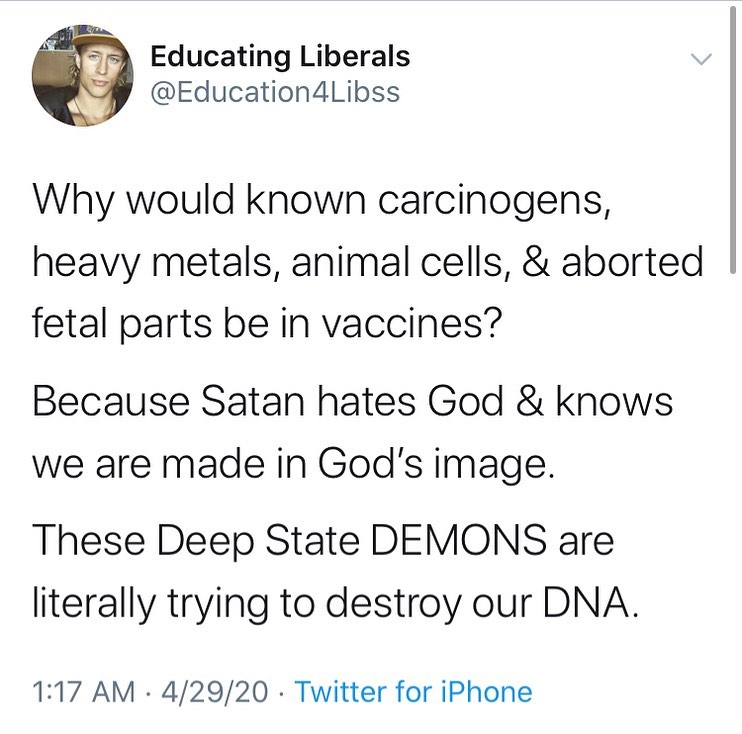 Educating Liberals
@Education4Libss
Why would known carcinogens,
heavy metals, animal cells, & aborted
fetal parts be in vaccines?
Because Satan hates God & knows
we are made in God’s image.
These Deep State DEMONS are
literally trying to destroy our DNA.
1:17 AM · 4/29/20 · Twitter for iPhone